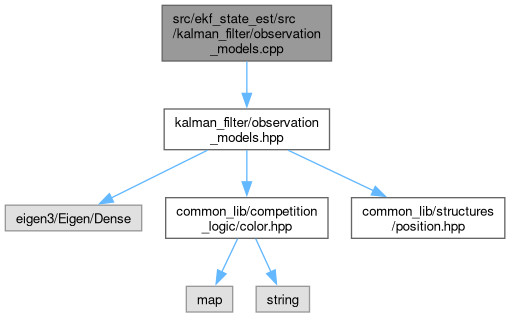 src/ekf_state_est/src
/kalman_filter/observation
_models.cpp
kalman_filter/observation
_models.hpp
eigen3/Eigen/Dense
common_lib/competition
_logic/color.hpp
common_lib/structures
/position.hpp
map
string